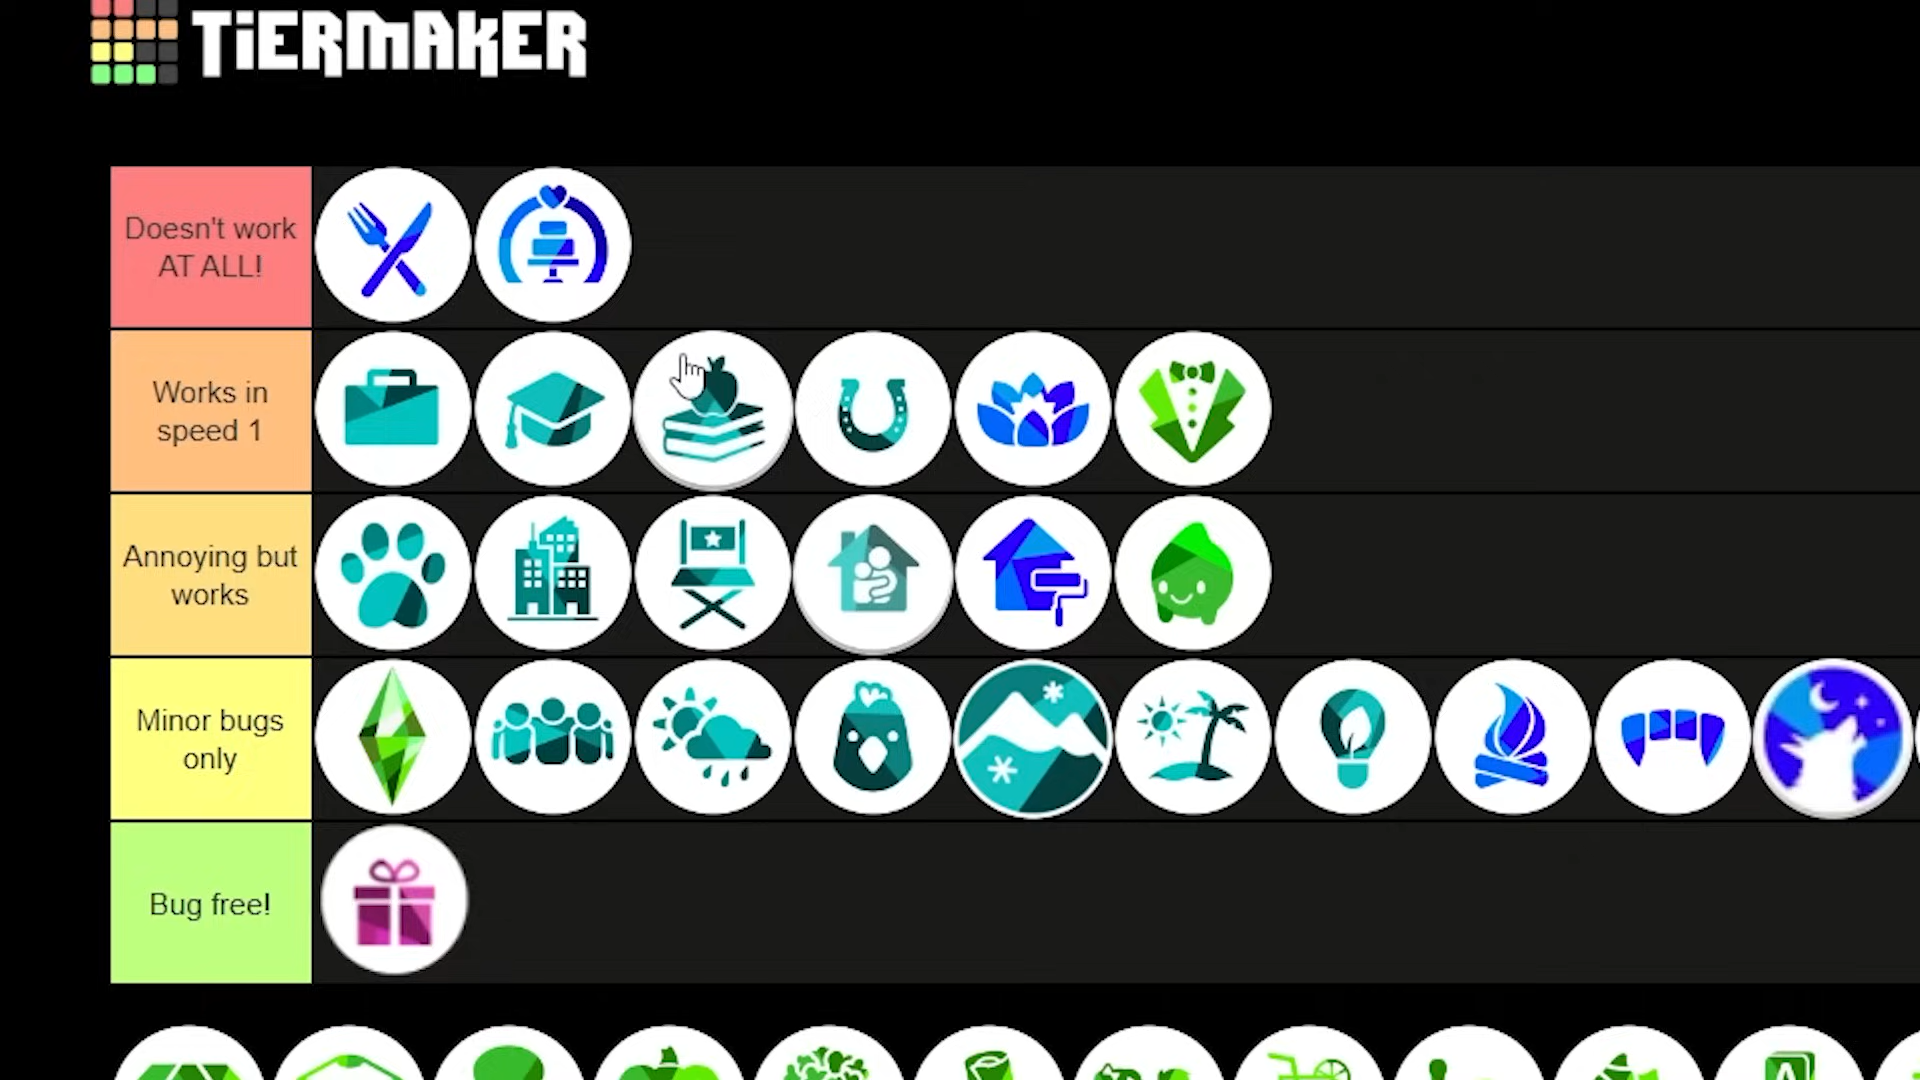 TiERMAKER
Doesn't work
AT ALL!
Works in
speed 1
Annoying but
works
Minor bugs
only
Bug free!
A